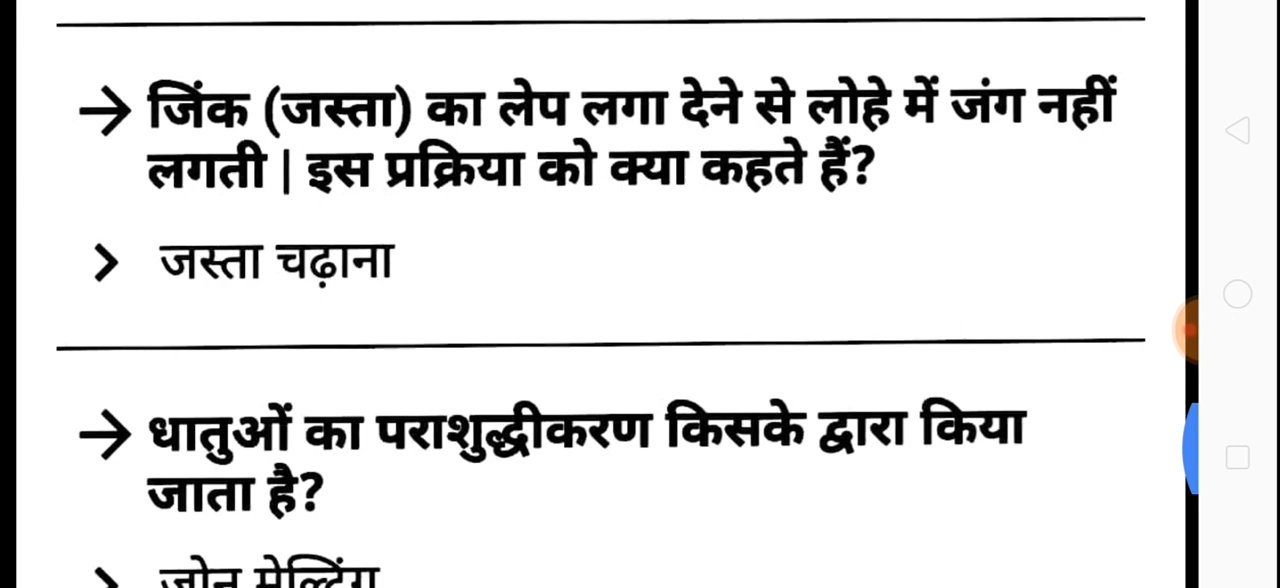 → जिंक (जस्ता) का लेप लगा देने से लोहे में जंग नहीं
लगती | इस प्रक्रिया को क्या कहते हैं?
> जस्ता चढ़ाना
→ धातुओं का पराशुद्धीकरण किसके द्वारा किया
जाता है?
> जोन मेल्टिंग